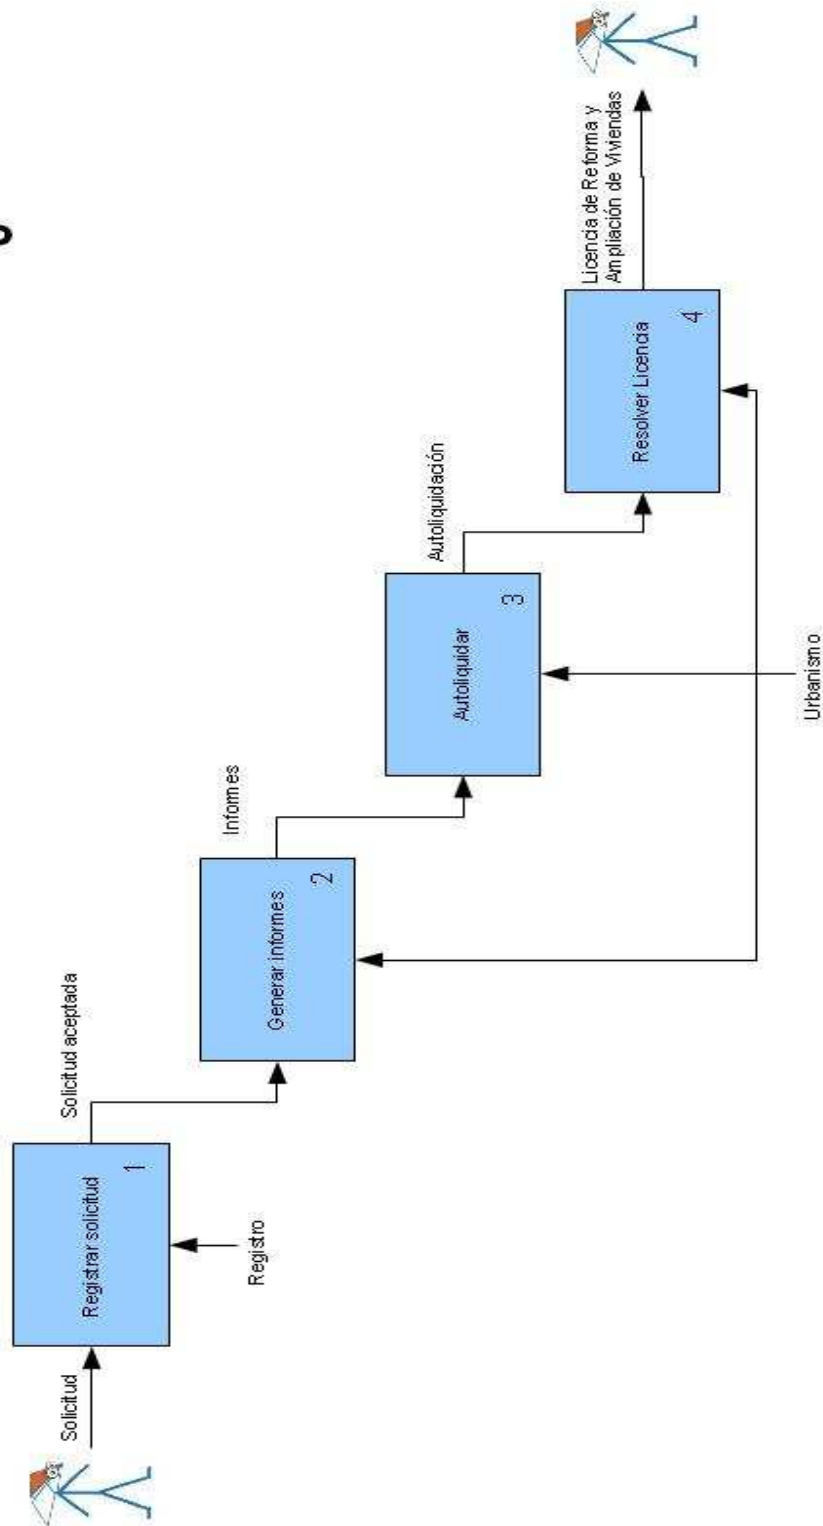 Solicitud
Registrar solicitud
1
Registro
Solicitud aceptada
Generar informes
2
Informes
Autoliquidar
3
Autoliquidación
Urbanismo
Resolver Licencia
4
Licencia de Reforma y
Ampliación de Viviendas